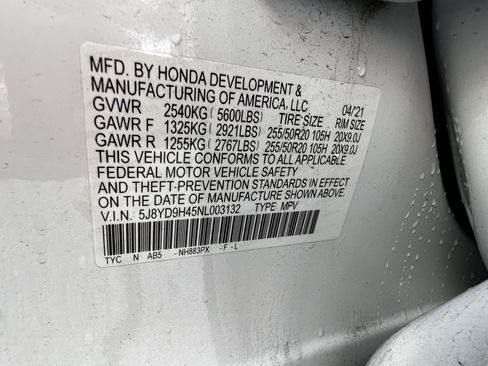 MFD. BY HONDA DEVELOPMENT &
MANUFACTURING OF AMERICA, LLC. 04/21
GVWR 2540KG ( 5600LBS ) TIRE SIZE RIM SIZE
GAWR F 1325KG ( 2921LBS ) 255/50R20 105H 20X9.0J
GAWR R 1255KG ( 2767LBS ) 255/50R20 105H 20X9.0J
THIS VEHICLE CONFORMS TO ALL APPLICABLE
FEDERAL MOTOR VEHICLE SAFETY
AND THEFT-PREVENTION STANDARDS IN EFFECT
ON THE DATE OF MANUFACTURE SHOWN ABOVE.
V.I.N. 5J8YD9H45NL003132 TYPE: MPV
TYC N AB5 - NH883PX - F - L